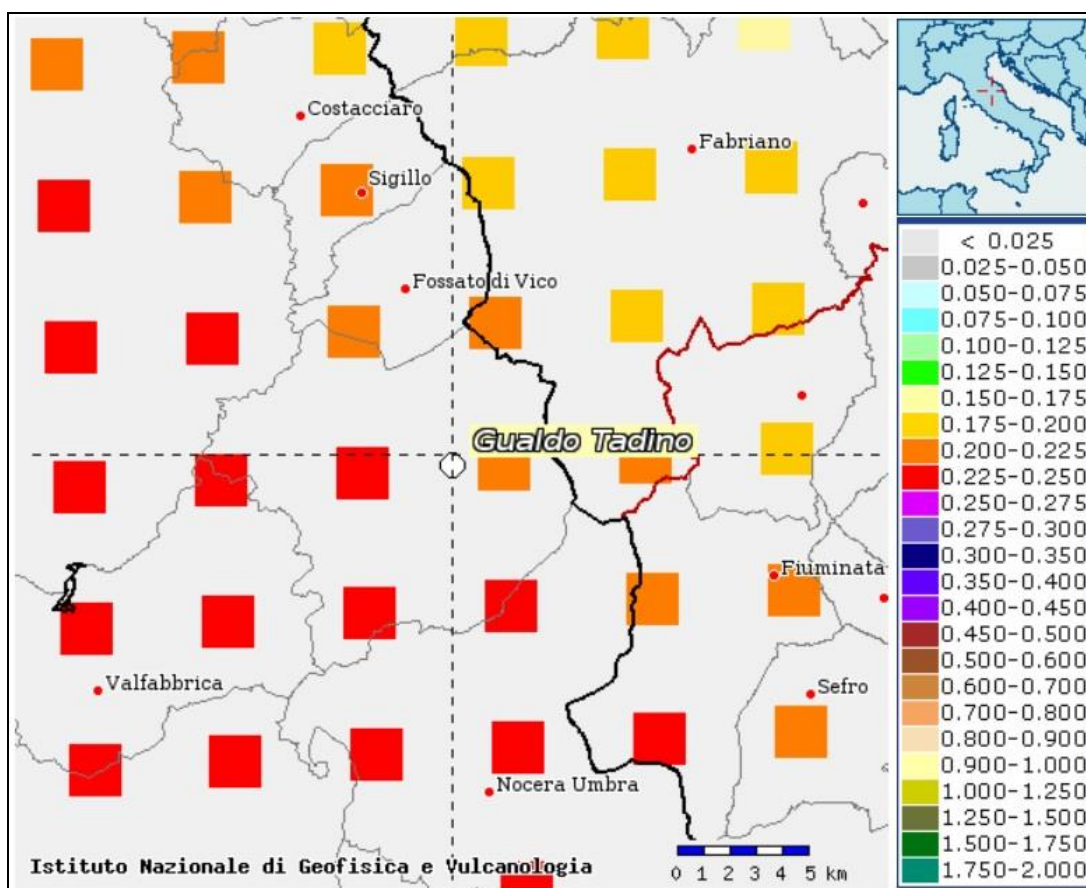 Costacciaro
Fabriano
Sigillo
Fossato di Vico
Gualdo Tadino
Fiuminata
Valfabbrica
Sefro
Nocera Umbra
Istituto Nazionale di Geofisica e Vulcanologia
0 1 2 3 4 5 km
< 0.025
0.025-0.050
0.050-0.075
0.075-0.100
0.100-0.125
0.125-0.150
0.150-0.175
0.175-0.200
0.200-0.225
0.225-0.250
0.250-0.275
0.275-0.300
0.300-0.350
0.350-0.400
0.400-0.450
0.450-0.500
0.500-0.600
0.600-0.700
0.700-0.800
0.800-0.900
0.900-1.000
1.000-1.250
1.250-1.500
1.500-1.750
1.750-2.000